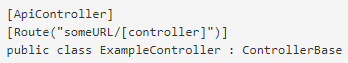 [ApiController]
[Route("someURL/[controller]")]
public class ExampleController : ControllerBase